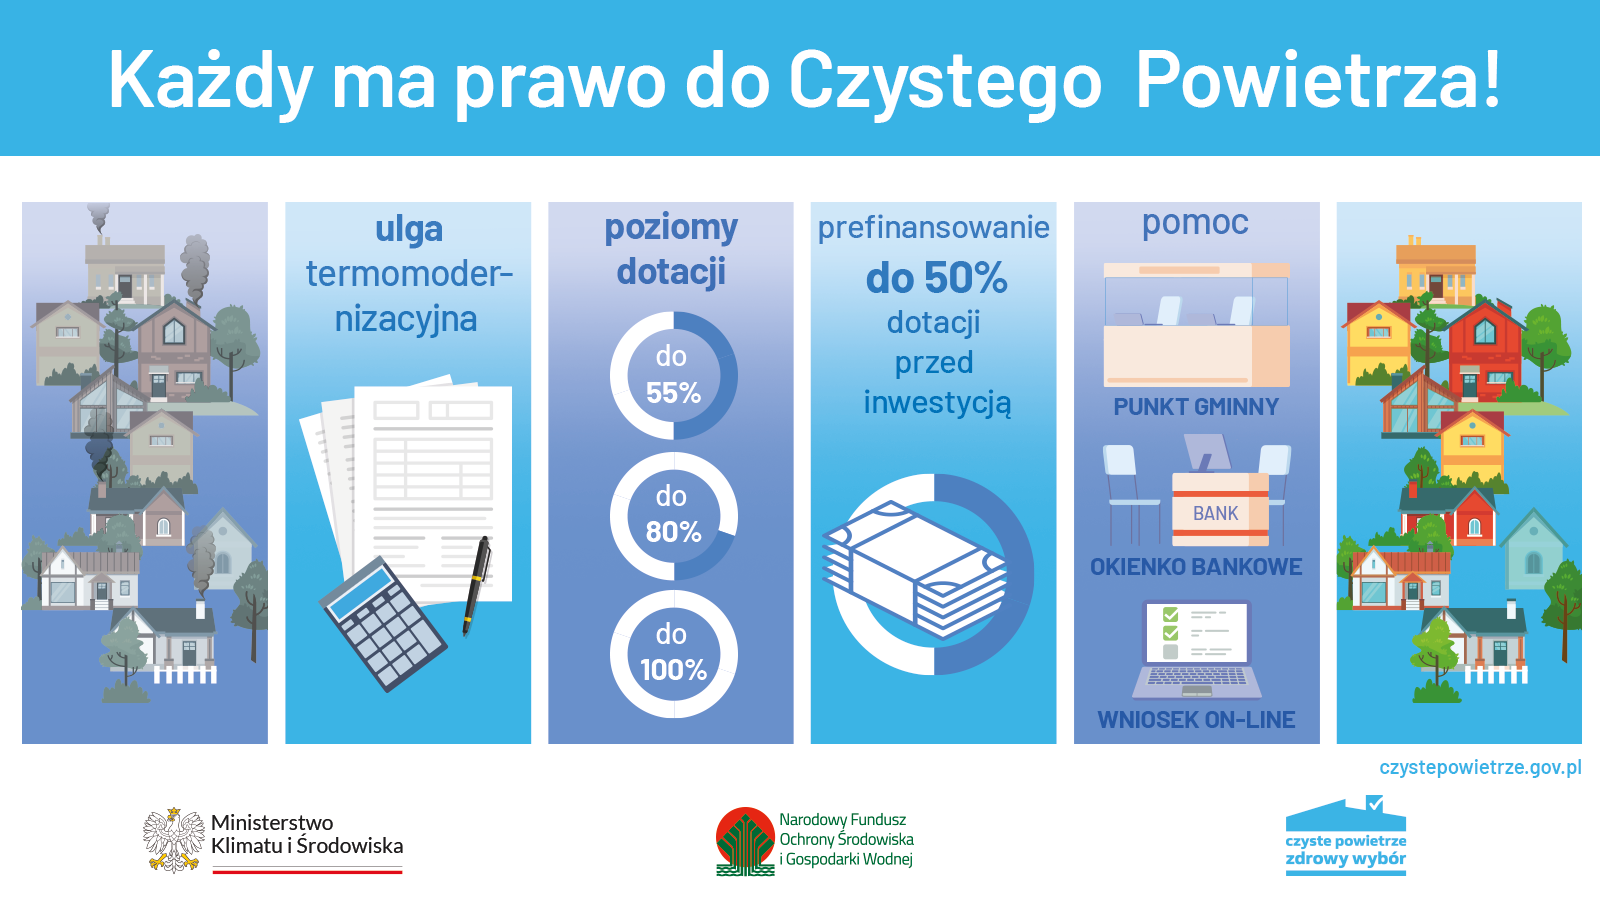 Każdy ma prawo do Czystego Powietrza!
ulga
termomoder-
nizacyjna
poziomy
dotacji
do
55%
do
80%
do
100%
prefinansowanie
do 50%
dotacji
przed
inwestycją
pomoc
PUNKT GMINNY
BANK
OKIENKO BANKOWE
WNIOSEK ON-LINE
czystepowietrze.gov.pl
Ministerstwo
Klimatu i Środowiska
Narodowy Fundusz
Ochrony Środowiska
i Gospodarki Wodnej
czyste powietrze
zdrowy wybór